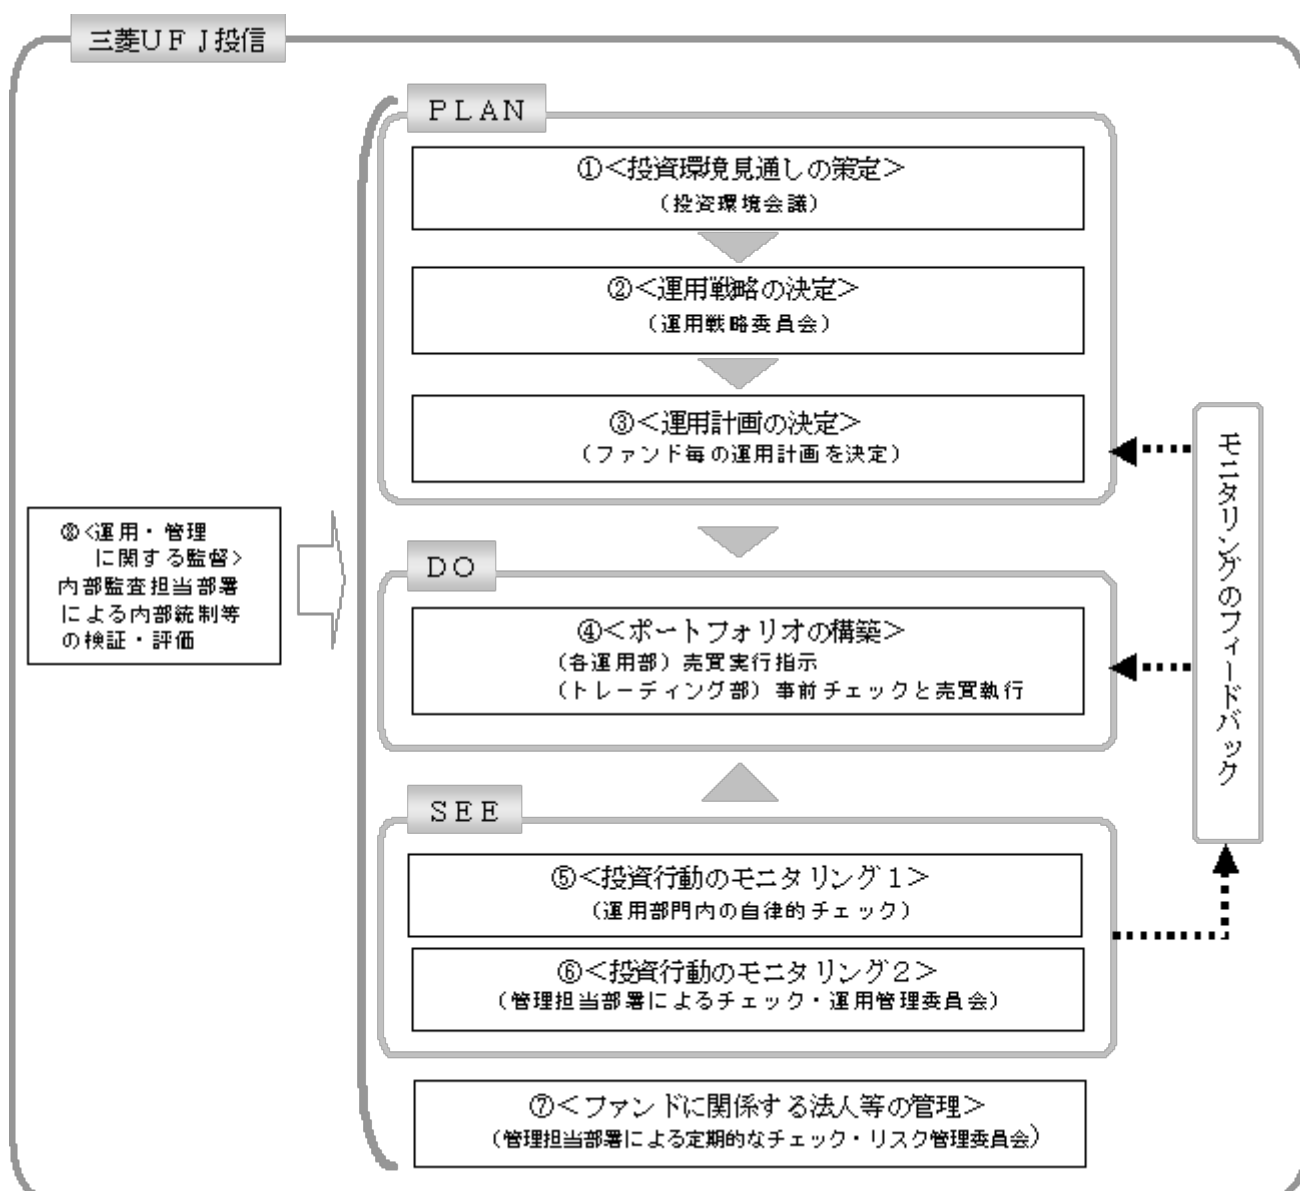 三菱ＵＦＪ投信
ＰＬＡＮ
①＜投資環境見通しの策定＞
（投資環境会議）
②＜運用戦略の決定＞
（運用戦略委員会）
③＜運用計画の決定＞
（ファンド毎の運用計画を決定）
⑧＜運用・管理
に関する監督＞
内部監査担当部署
による内部統制等
の検証・評価
ＤＯ
④＜ポートフォリオの構築＞
（各運用部）売買実行指示
（トレーディング部）事前チェックと売買執行
モニタリングのフィードバック
ＳＥＥ
⑤＜投資行動のモニタリング１＞
（運用部門内の自律的チェック）
⑥＜投資行動のモニタリング２＞
（管理担当部署によるチェック・運用管理委員会）
⑦＜ファンドに関係する法人等の管理＞
（管理担当部署による定期的なチェック・リスク管理委員会）